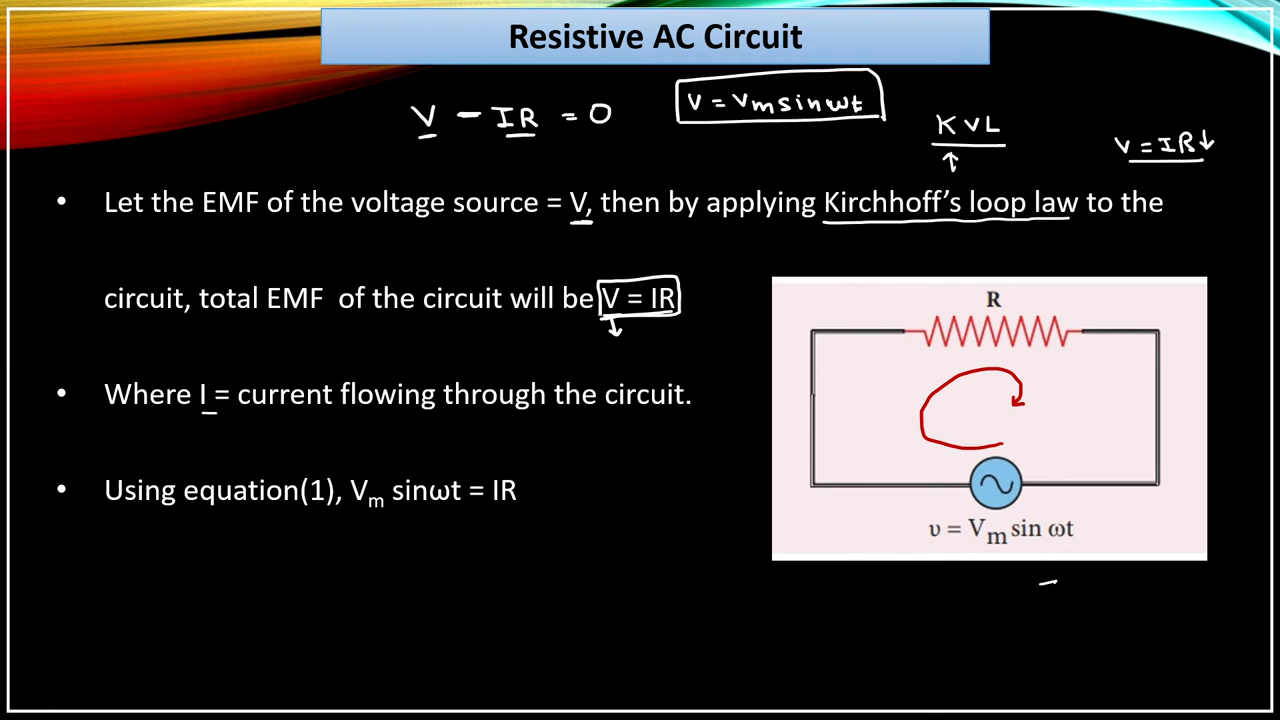 Resistive AC Circuit
V - IR = 0
V = Vm sinωt
KVL
V = IR↓
• Let the EMF of the voltage source = V, then by applying Kirchhoff’s loop law to the
circuit, total EMF of the circuit will be V = IR
• Where I = current flowing through the circuit.
• Using equation(1), Vm sinωt = IR
R
υ = Vm sin ωt